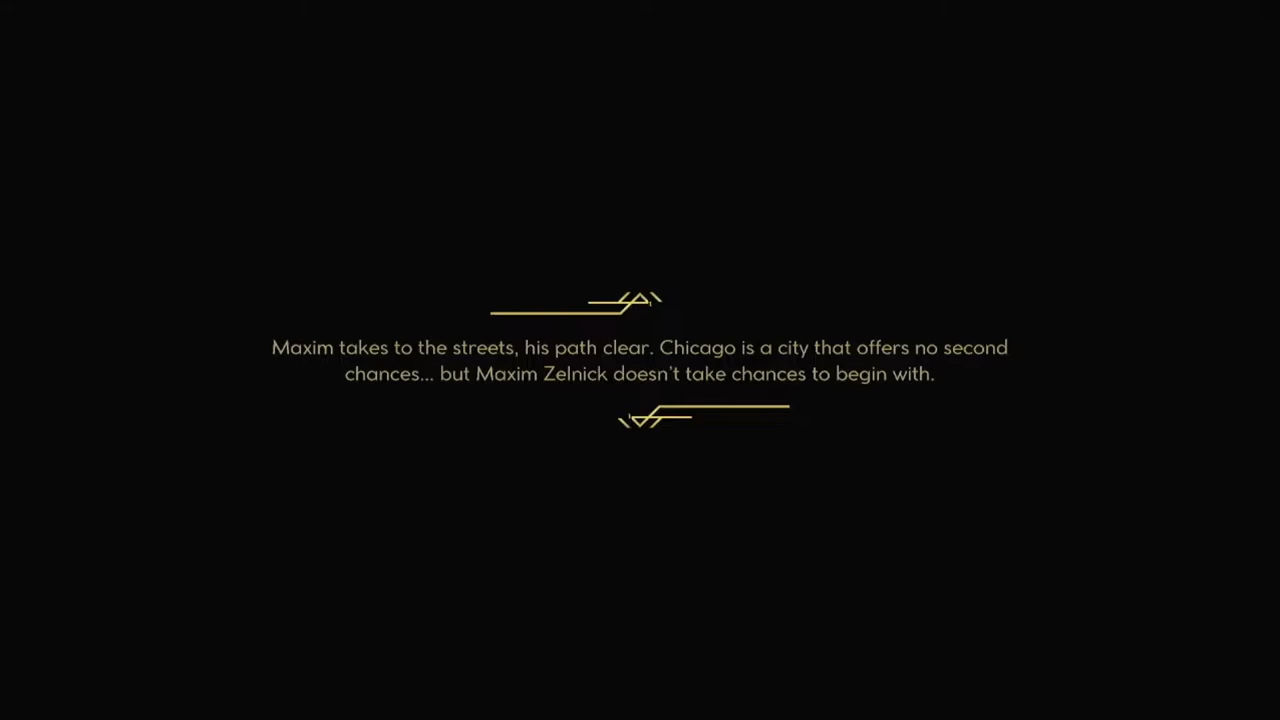 Maxim takes to the streets, his path clear. Chicago is a city that offers no second
chances... but Maxim Zelnick doesn't take chances to begin with.